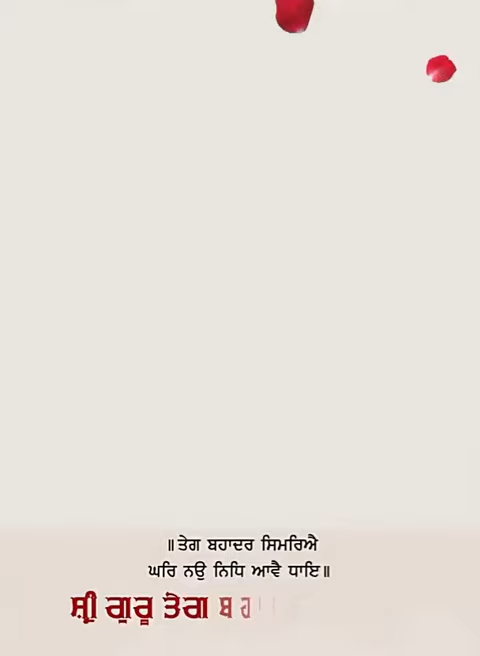 ॥ਤੇਗ ਬਹਾਦਰ ਸਿਮਰਿਐ
ਘਰਿ ਨਉ ਨਿਧਿ ਆਵੈ ਧਾਇ॥
ਸ਼੍ਰੀ ਗੁਰੂ ਤੇਗ